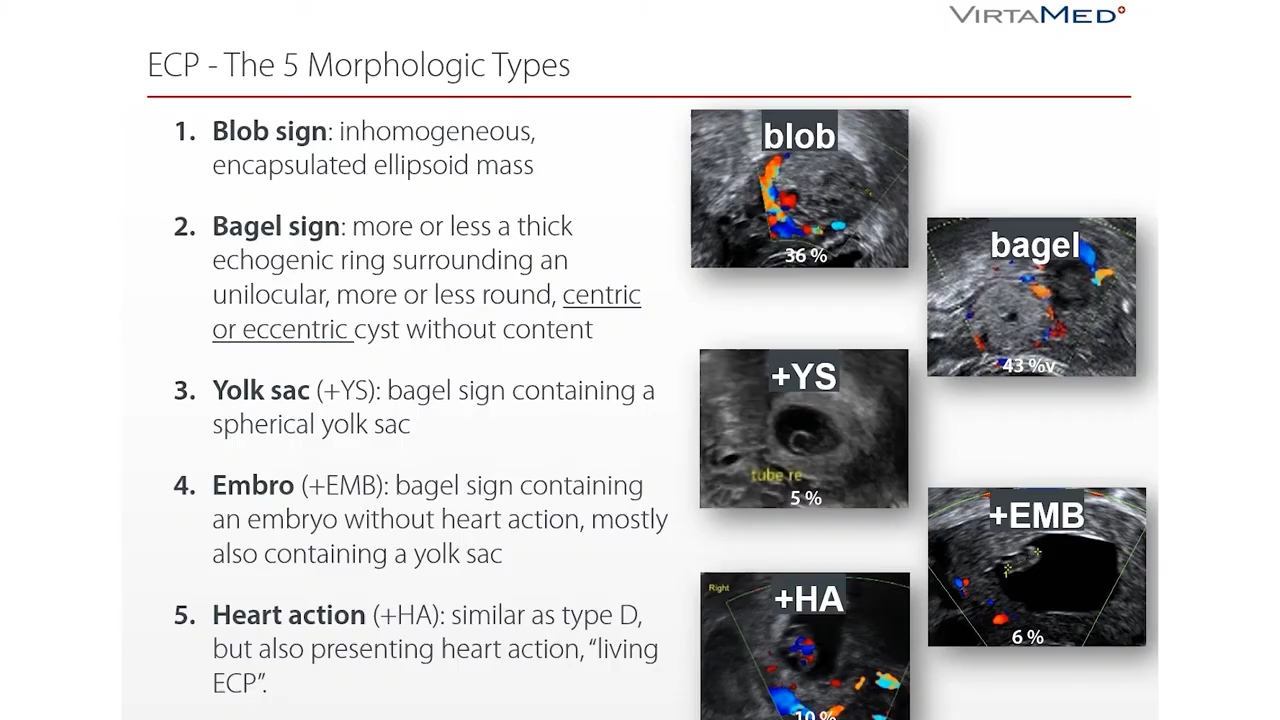 VIRTAMED
ECP - The 5 Morphologic Types
1. Blob sign: inhomogeneous,
encapsulated ellipsoid mass
2. Bagel sign: more or less a thick
echogenic ring surrounding an
unilocular, more or less round, centric
or eccentric cyst without content
3. Yolk sac (+YS): bagel sign containing a
spherical yolk sac
4. Embro (+EMB): bagel sign containing
an embryo without heart action, mostly
also containing a yolk sac
5. Heart action (+HA): similar as type D,
but also presenting heart action, “living
ECP”.
blob
36 %
bagel
43 %v
+YS
tube re
5 %
+EMB
6 %
Right
+HA
10 %